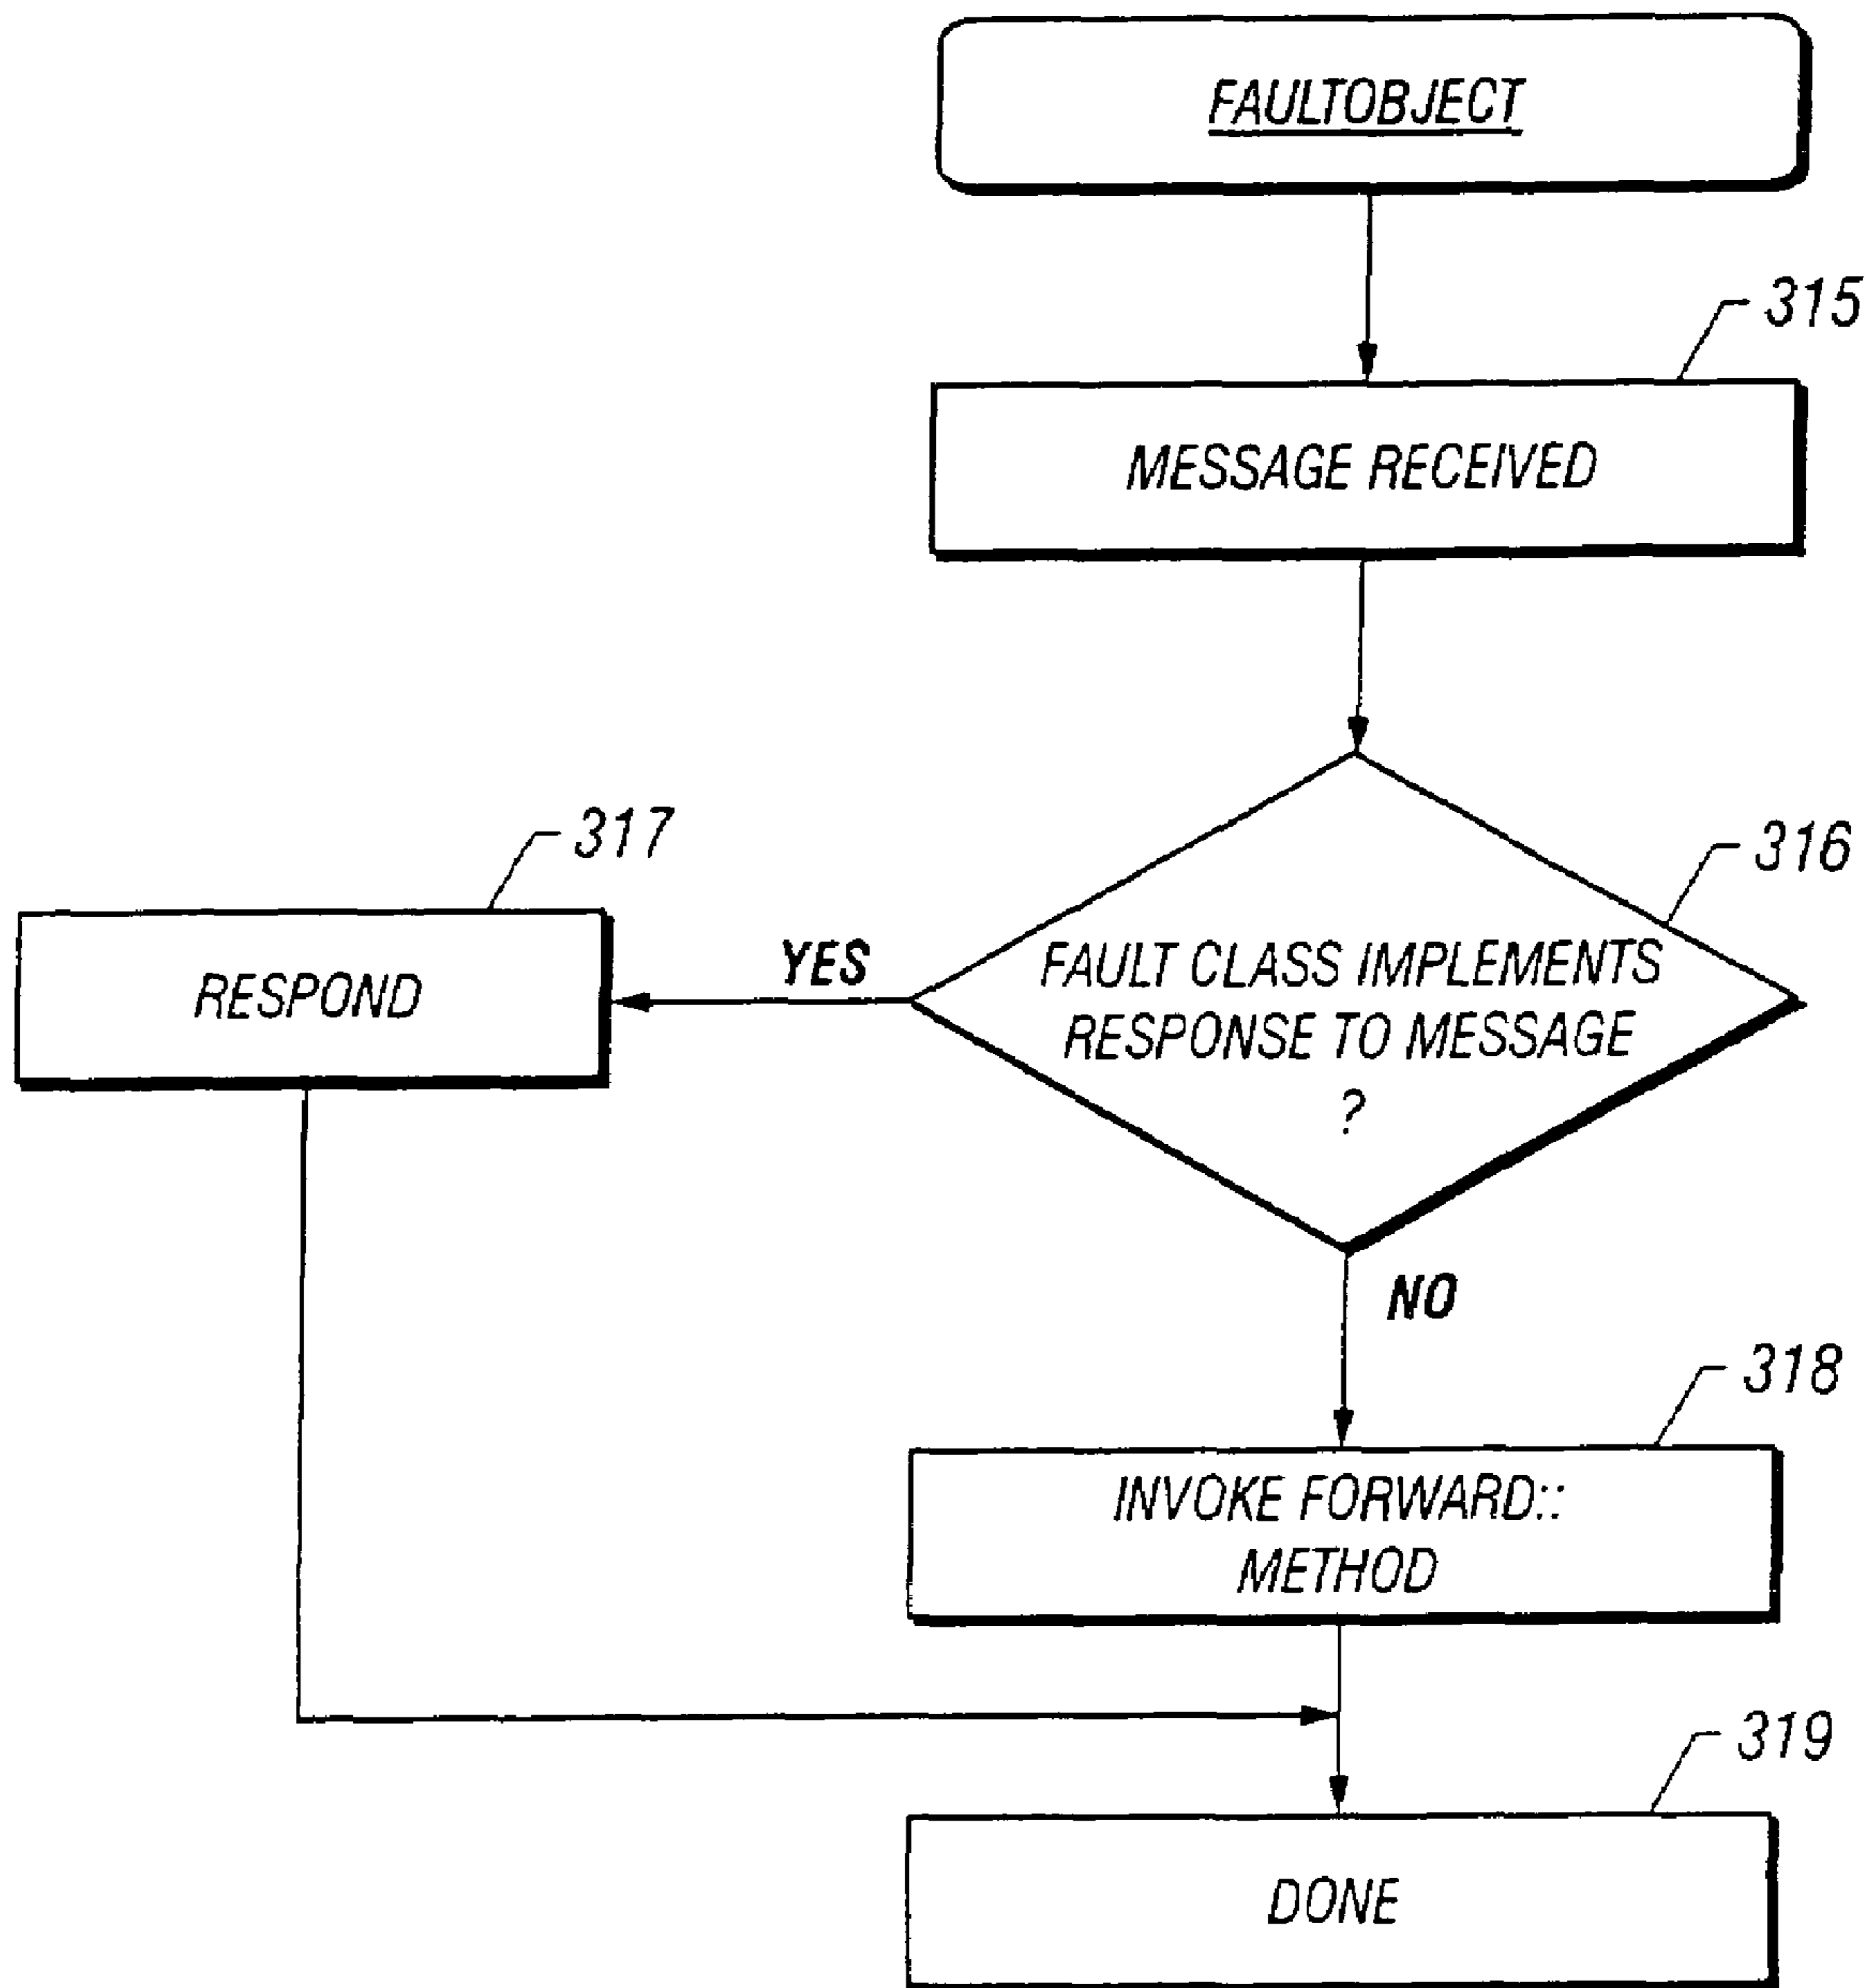 FAULTOBJECT
315
MESSAGE RECEIVED
316
FAULT CLASS IMPLEMENTS
RESPONSE TO MESSAGE
?
YES
317
RESPOND
NO
318
INVOKE FORWARD::
METHOD
319
DONE